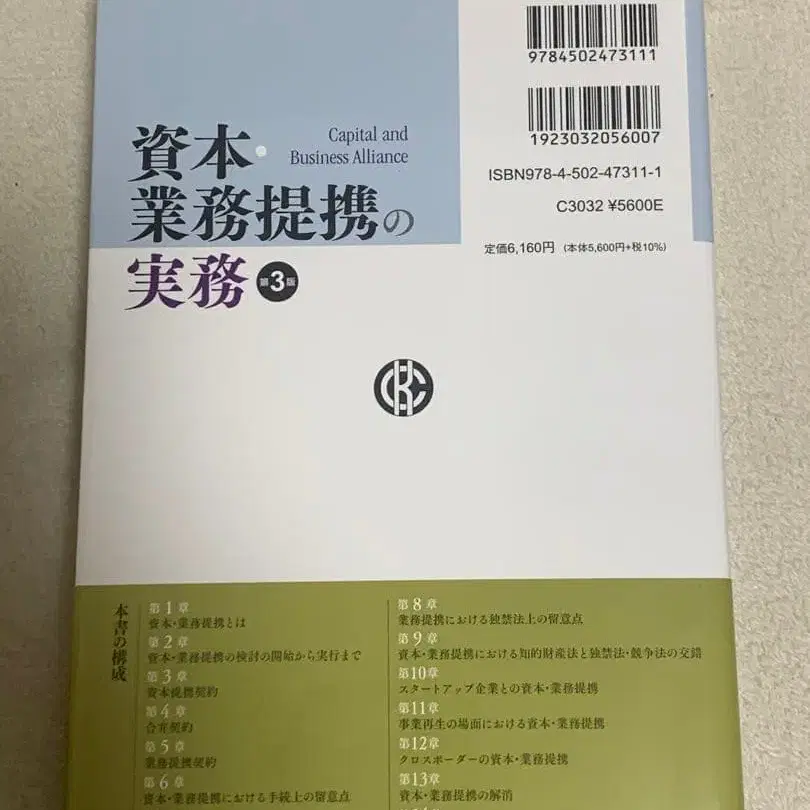 9784502473111
1923032056007
ISBN978-4-502-47311-1
C3032 ¥5600E
定価6,160円 (本体5,600円+税10%)
Capital and
Business Alliance
資本・
業務提携の
実務 第3版
本書の構成
第1章
資本・業務提携とは
第2章
資本・業務提携の検討の開始から実行まで
第3章
資本提携契約
第4章
合弁契約
第5章
業務提携契約
第6章
資本・業務提携における手続上の留意点
第8章
業務提携における独禁法上の留意点
第9章
資本・業務提携における知的財産法と独禁法・競争法の交錯
第10章
スタートアップ企業との資本・業務提携
第11章
事業再生の場面における資本・業務提携
第12章
クロスボーダーの資本・業務提携
第13章
資本・業務提携の解消